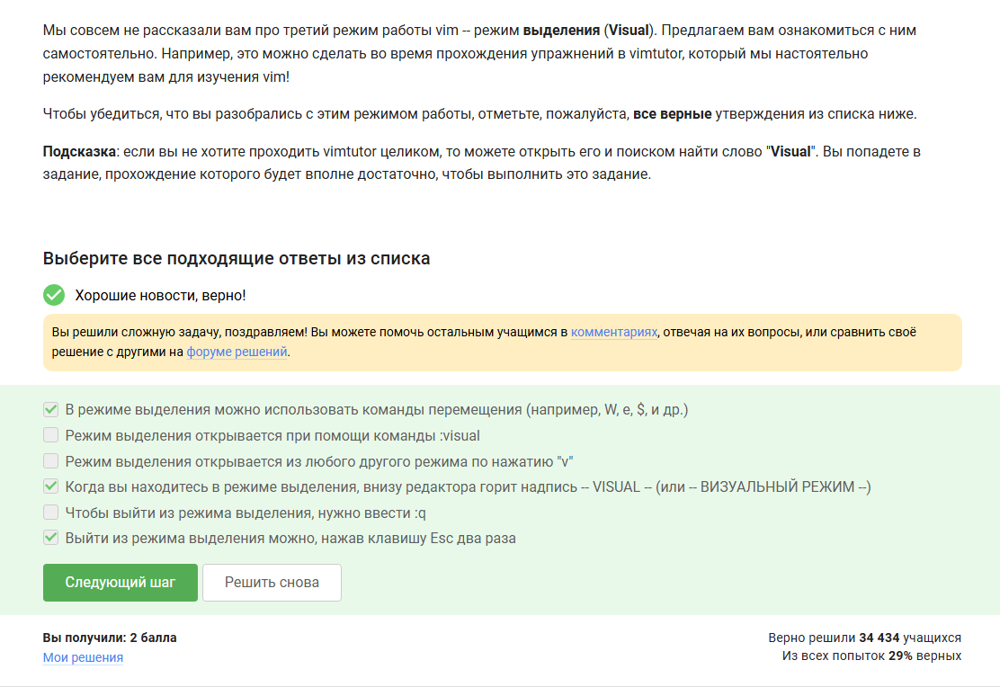 Мы совсем не рассказали вам про третий режим работы vim -- режим выделения (Visual). Предлагаем вам ознакомиться с ним
самостоятельно. Например, это можно сделать во время прохождения упражнений в vimtutor, который мы настоятельно
рекомендуем вам для изучения vim!
Чтобы убедиться, что вы разобрались с этим режимом работы, отметьте, пожалуйста, все верные утверждения из списка ниже.
Подсказка: если вы не хотите проходить vimtutor целиком, то можете открыть его и поиском найти слово "Visual". Вы попадете в
задание, прохождение которого будет вполне достаточно, чтобы выполнить это задание.
Выберите все подходящие ответы из списка
Хорошие новости, верно!
Вы решили сложную задачу, поздравляем! Вы можете помочь остальным учащимся в комментариях, отвечая на их вопросы, или сравнить своё
решение с другими на форуме решений.
В режиме выделения можно использовать команды перемещения (например, W, e, $, и др.)
Режим выделения открывается при помощи команды :visual
Режим выделения открывается из любого другого режима по нажатию "v"
Когда вы находитесь в режиме выделения, внизу редактора горит надпись -- VISUAL -- (или -- ВИЗУАЛЬНЫЙ РЕЖИМ --)
Чтобы выйти из режима выделения, нужно ввести :q
Выйти из режима выделения можно, нажав клавишу Esc два раза
Следующий шаг
Решить снова
Вы получили: 2 балла
Мои решения
Верно решили 34 434 учащихся
Из всех попыток 29% верных